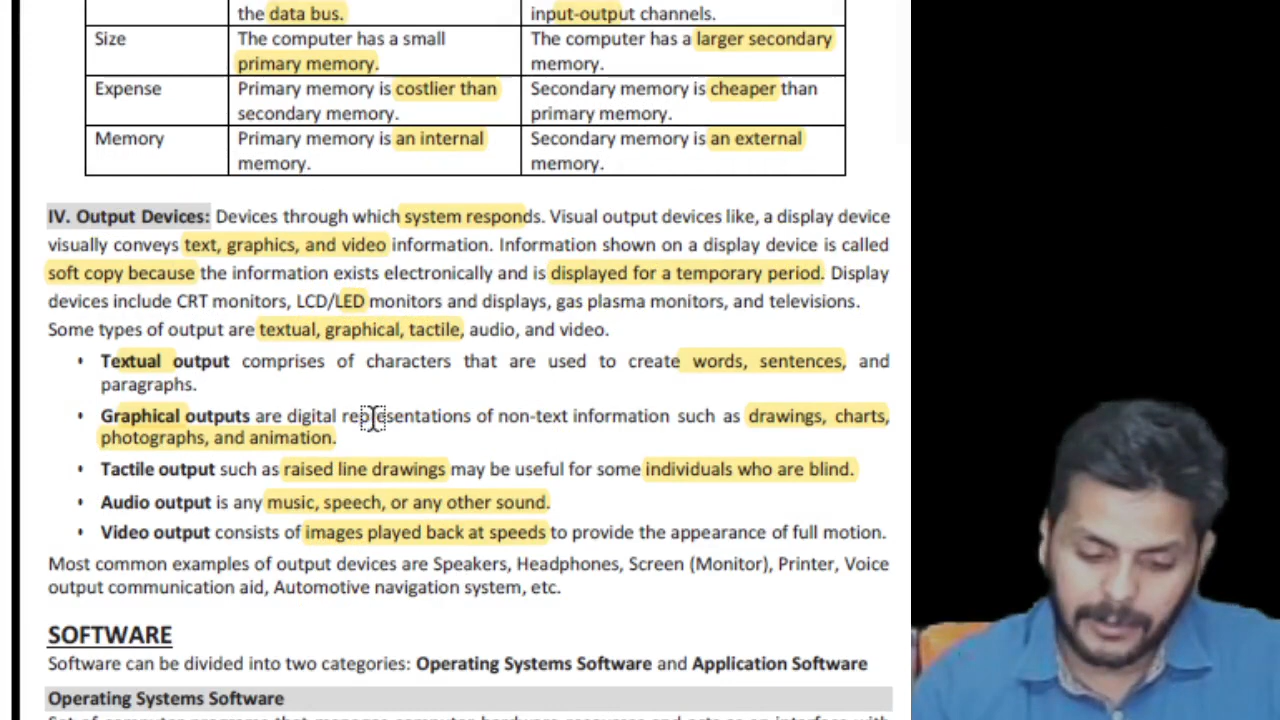 the data bus. input-output channels.
Size The computer has a small The computer has a larger secondary
primary memory. memory.
Expense Primary memory is costlier than Secondary memory is cheaper than
secondary memory. primary memory.
Memory Primary memory is an internal Secondary memory is an external
memory. memory.
IV. Output Devices: Devices through which system responds. Visual output devices like, a display device
visually conveys text, graphics, and video information. Information shown on a display device is called
soft copy because the information exists electronically and is displayed for a temporary period. Display
devices include CRT monitors, LCD/LED monitors and displays, gas plasma monitors, and televisions.
Some types of output are textual, graphical, tactile, audio, and video.
• Textual output comprises of characters that are used to create words, sentences, and
paragraphs.
• Graphical outputs are digital representations of non-text information such as drawings, charts,
photographs, and animation.
• Tactile output such as raised line drawings may be useful for some individuals who are blind.
• Audio output is any music, speech, or any other sound.
• Video output consists of images played back at speeds to provide the appearance of full motion.
Most common examples of output devices are Speakers, Headphones, Screen (Monitor), Printer, Voice
output communication aid, Automotive navigation system, etc.
SOFTWARE
Software can be divided into two categories: Operating Systems Software and Application Software
Operating Systems Software